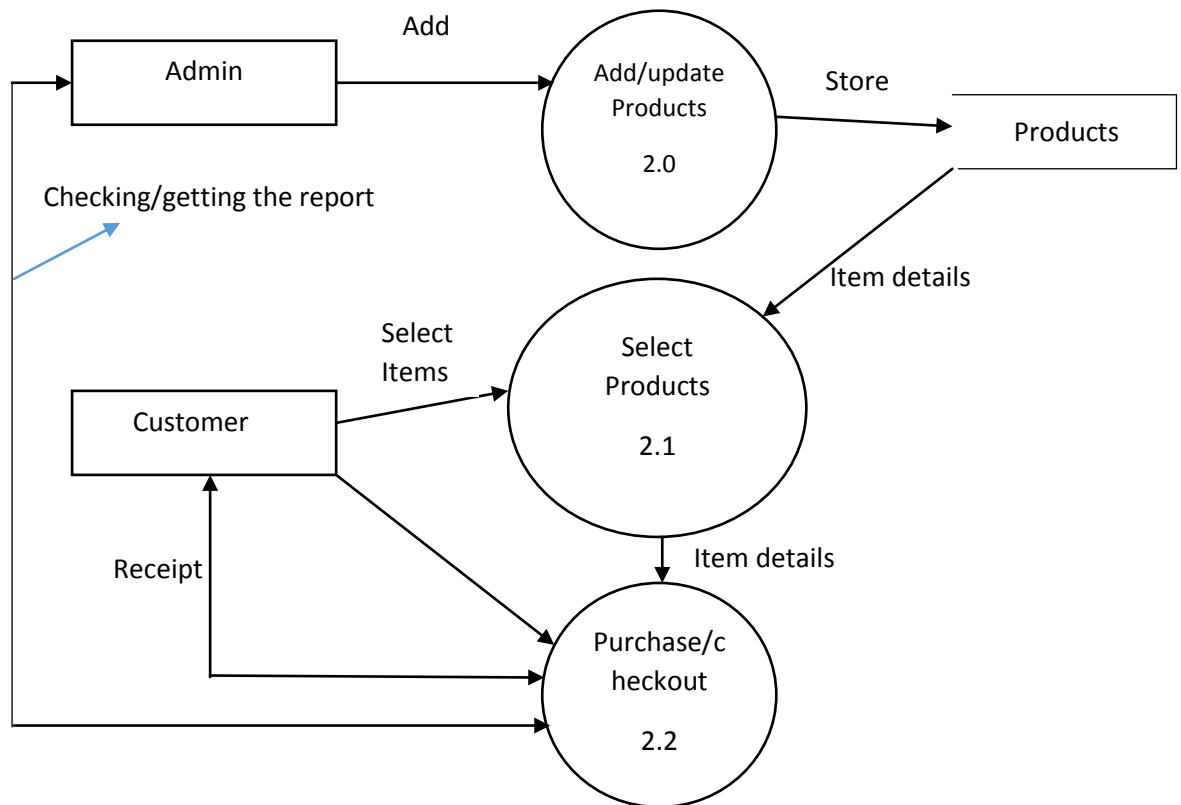 Add
Admin
Add/update
Products
2.0
Store
Products
Checking/getting the report
Item details
Select
Items
Select
Products
2.1
Customer
Receipt
Item details
Purchase/c
heckout
2.2